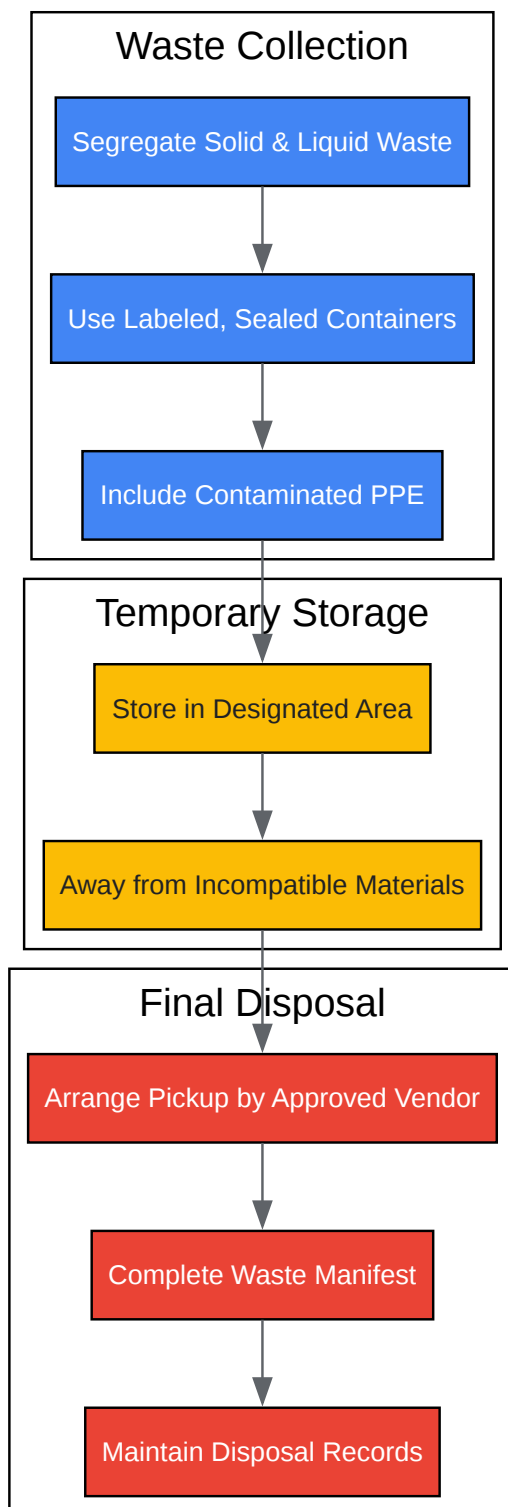 Waste Collection
Segregate Solid & Liquid Waste
Use Labeled, Sealed Containers
Include Contaminated PPE
Temporary Storage
Store in Designated Area
Away from Incompatible Materials
Final Disposal
Arrange Pickup by Approved Vendor
Complete Waste Manifest
Maintain Disposal Records